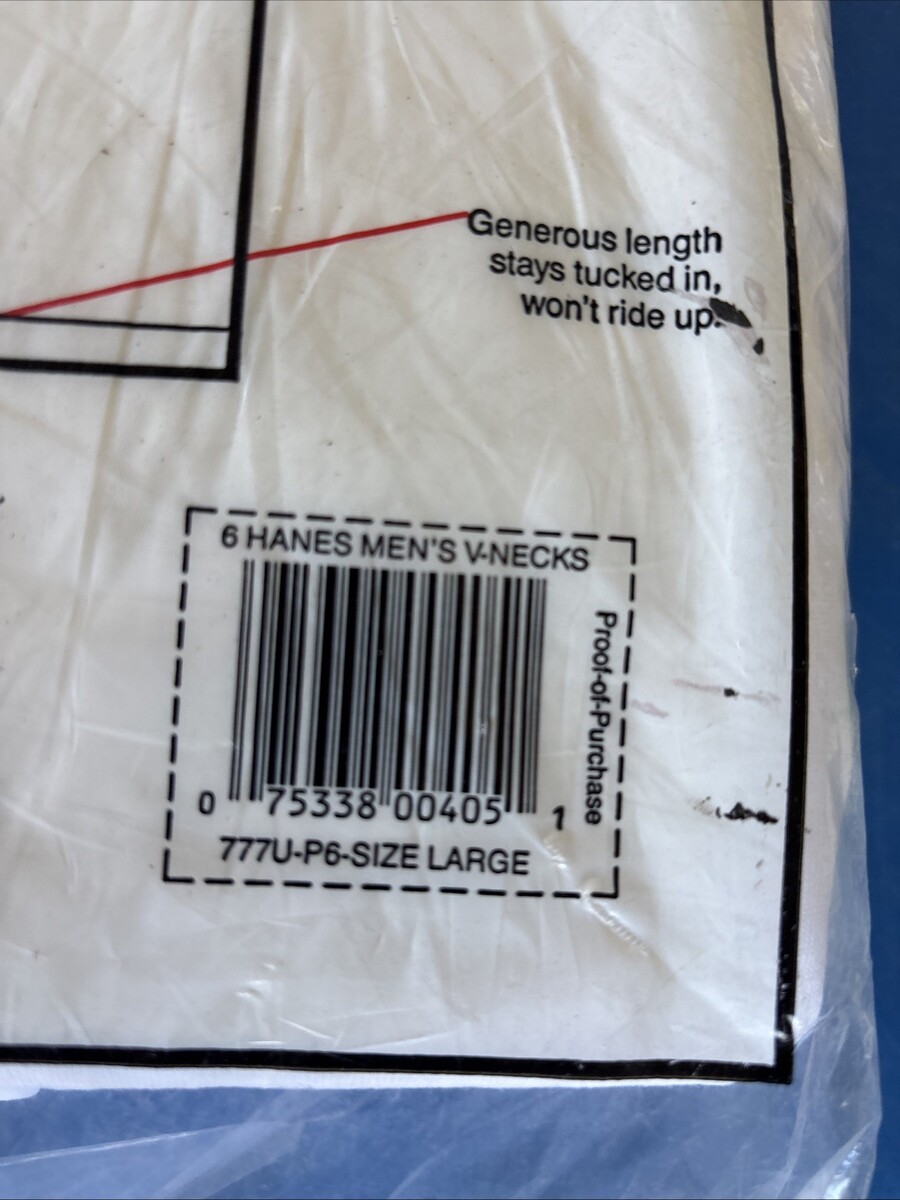 Generous length
stays tucked in,
won't ride up.
6 HANES MEN'S V-NECKS
Proof-of-Purchase
0 75338 00405 1
777U-P6-SIZE LARGE